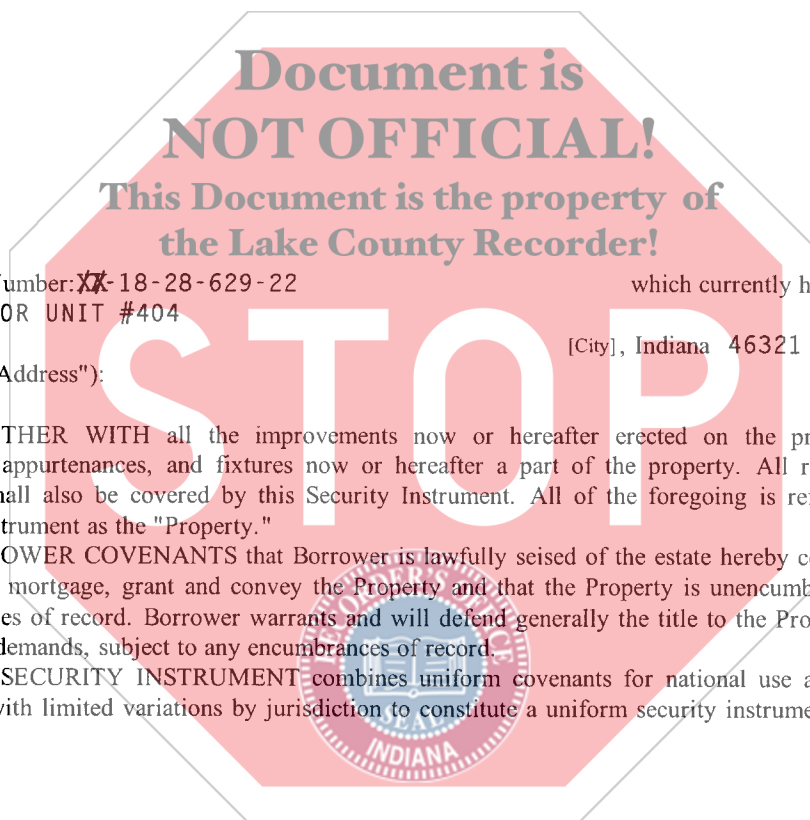 Document is
NOT OFFICIAL!
This Document is the property of
the Lake County Recorder!
umber: -18-28-629-22 which currently h
OR UNIT #404
[City], Indiana 46321
Address"):
STOP
THER WITH all the improvements now or hereafter erected on the pr
appurtenances, and fixtures now or hereafter a part of the property. All r
hall also be covered by this Security Instrument. All of the foregoing is ref
trument as the "Property."
OWER COVENANTS that Borrower is lawfully seised of the estate hereby c
mortgage, grant and convey the Property and that the Property is unencumb
es of record. Borrower warrants and will defend generally the title to the Pro
demands, subject to any encumbrances of record.
SECURITY INSTRUMENT combines uniform covenants for national use a
with limited variations by jurisdiction to constitute a uniform security instrume
RECORDER'S OFFICE
SEAL
INDIANA